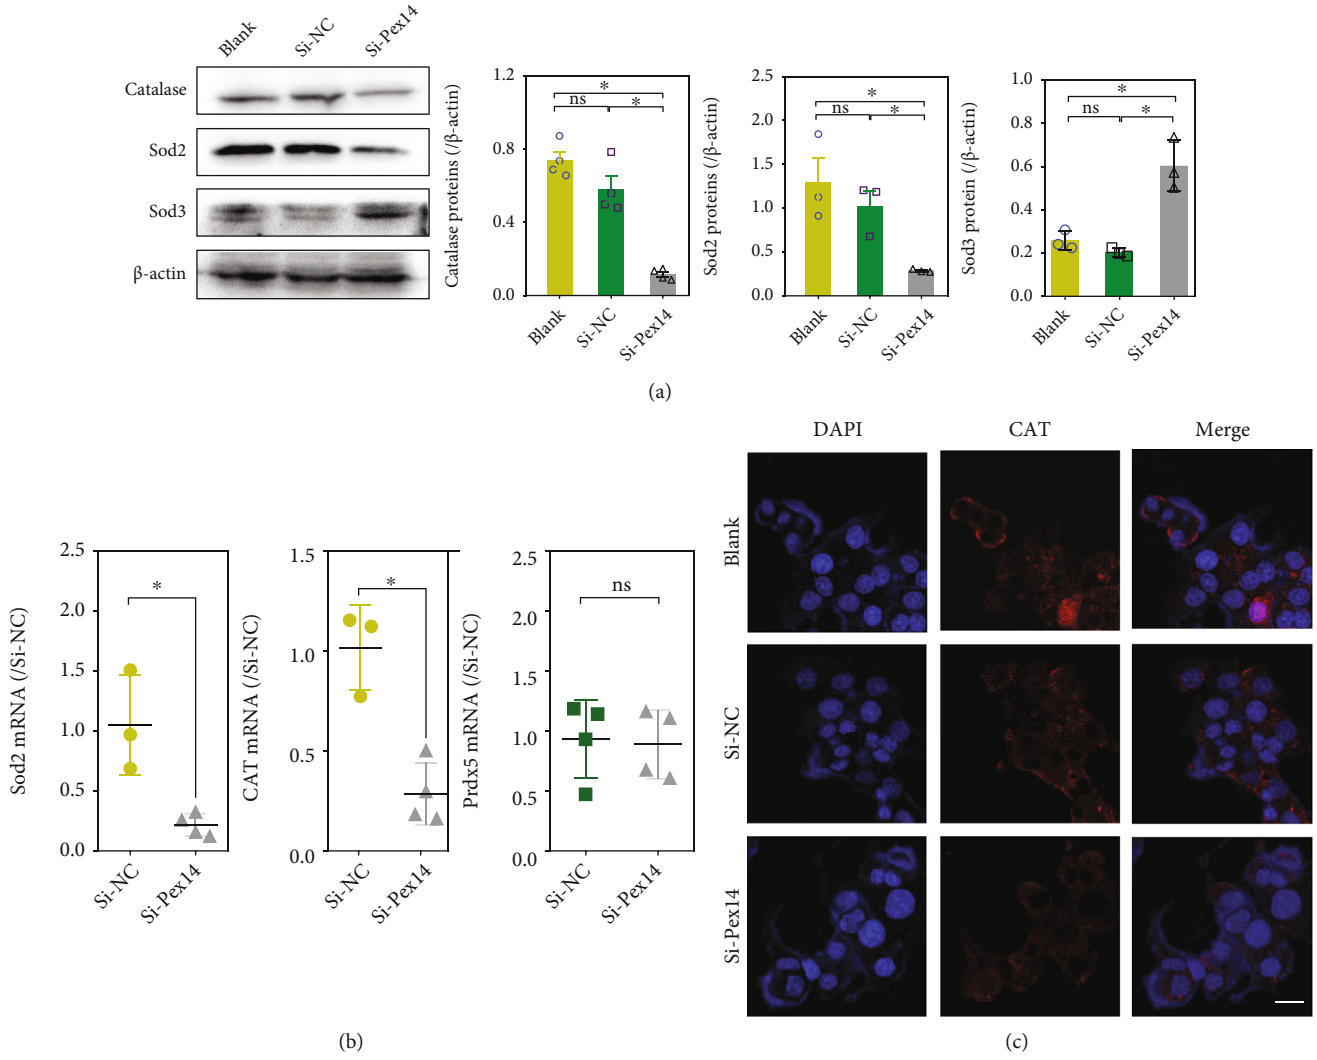 Blank
Si-NC
Si-Pex14
Catalase
Sod2
Sod3
β-actin
Catalase proteins (/β-actin)
1.2
0.8
0.4
0.0
*
ns
*
Blank
Si-NC
Si-Pex14
Sod2 proteins (/β-actin)
2.5
2.0
1.5
1.0
0.5
0.0
*
ns
*
Blank
Si-NC
Si-Pex14
Sod3 protein (/β-actin)
1.0
0.8
0.6
0.4
0.2
0.0
*
ns
*
Blank
Si-NC
Si-Pex14
(a)
Sod2 mRNA (/Si-NC)
2.5
2.0
1.5
1.0
0.5
0.0
*
Si-NC
Si-Pex14
CAT mRNA (/Si-NC)
1.5
1.0
0.5
0.0
*
Si-NC
Si-Pex14
Prdx5 mRNA (/Si-NC)
2.5
2.0
1.5
1.0
0.5
0.0
ns
Si-NC
Si-Pex14
(b)
DAPI
CAT
Merge
Blank
Si-NC
Si-Pex14
(c)